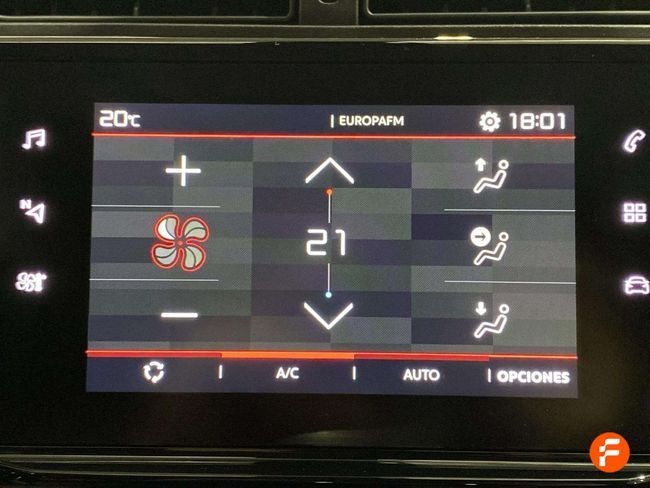 20°C
EUROPAFM
18:01
N
21
A/C
AUTO
OPCIONES